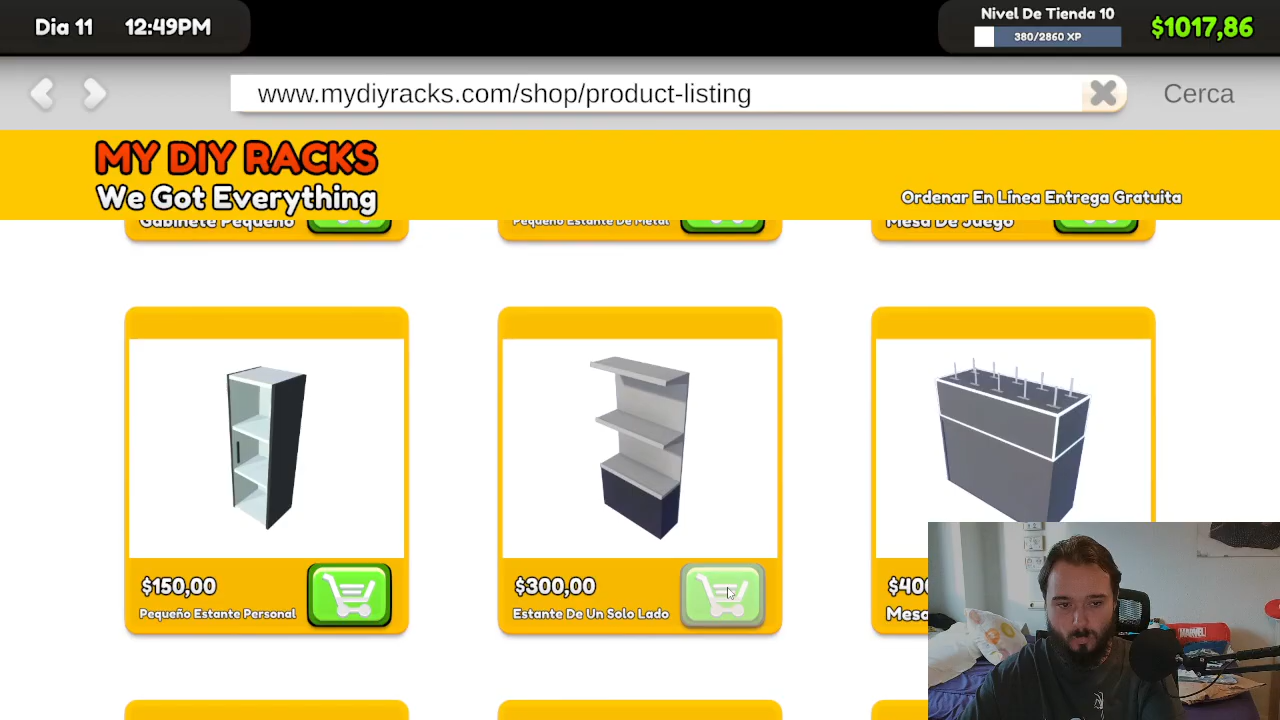 Dia 11 12:49PM
Nivel De Tienda 10
380/2860 XP
$1017,86
www.mydiyracks.com/shop/product-listing
Cerca
MY DIY RACKS
We Got Everything
Ordenar En Línea Entrega Gratuita
Gabinete Pequeño
Pequeño Estante De Metal
Mesa De Juego
$150,00
Pequeño Estante Personal
$300,00
Estante De Un Solo Lado
MARVEL